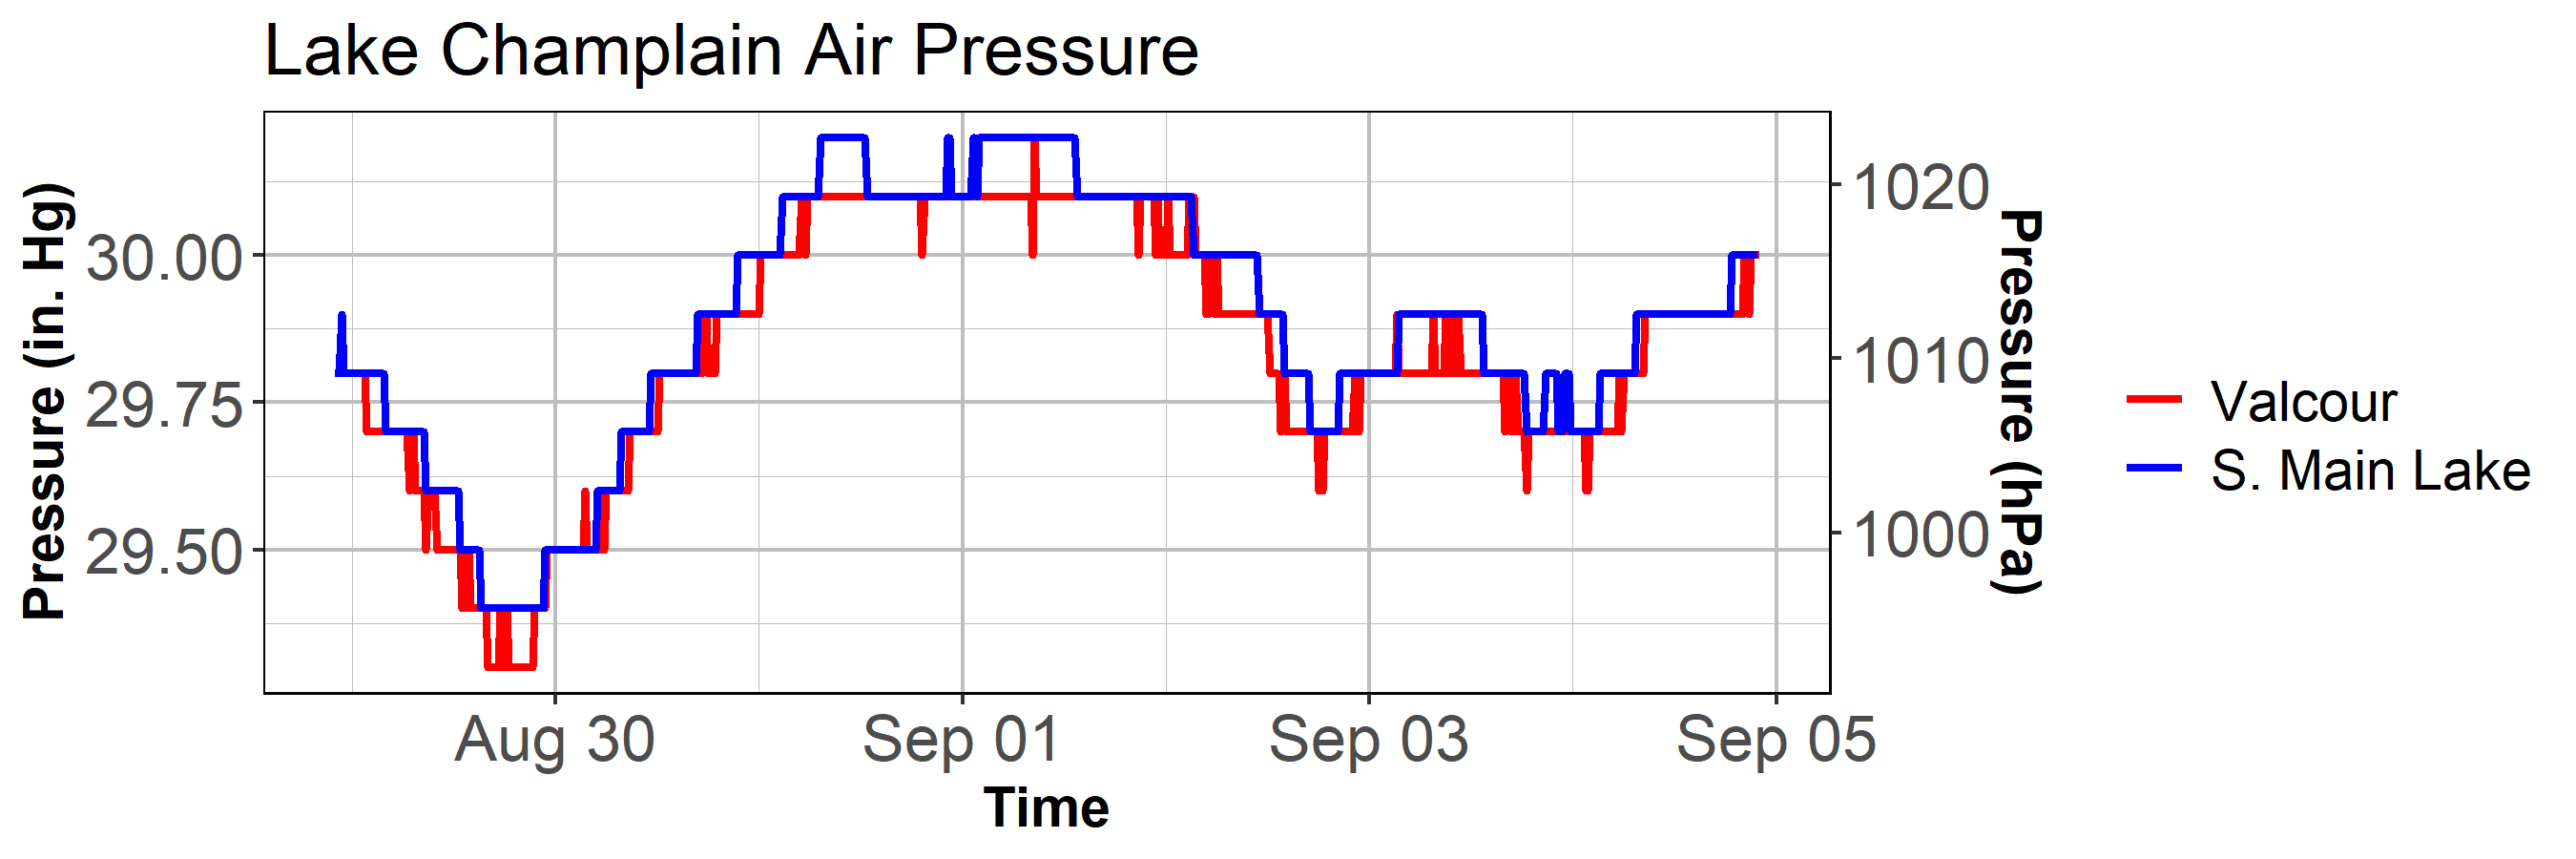 Lake Champlain Air Pressure
Pressure (in. Hg)
30.00
29.75
29.50
1020
1010
1000
Pressure (hPa)
Aug 30
Sep 01
Sep 03
Sep 05
Time
Valcour
S. Main Lake